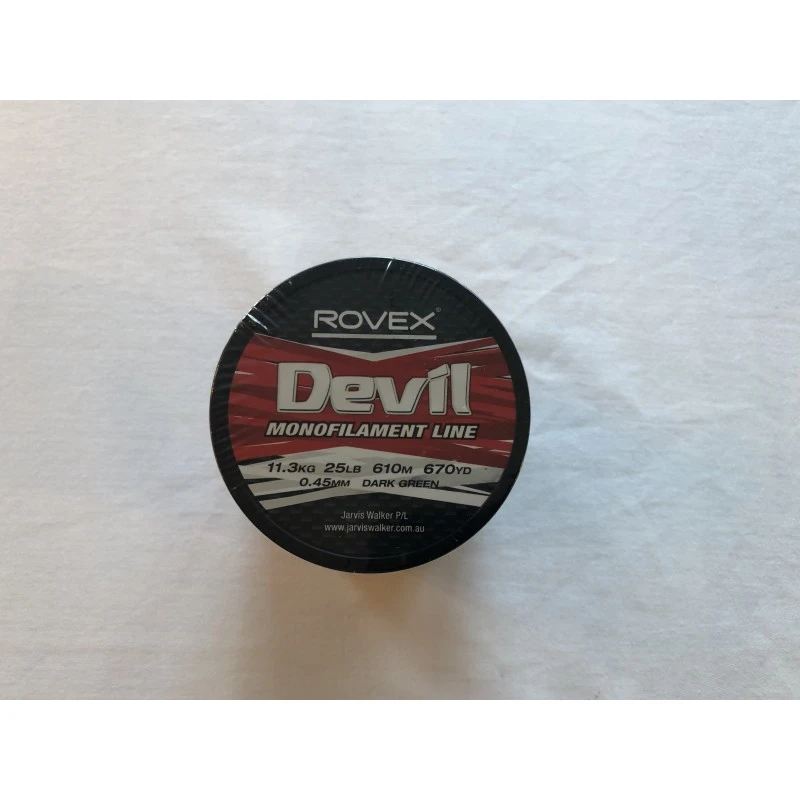 ROVEX®
Devil
MONOFILAMENT LINE
11.3KG 25LB 610M 670YD
0.45MM DARK GREEN
Jarvis Walker P/L
www.jarviswalker.com.au